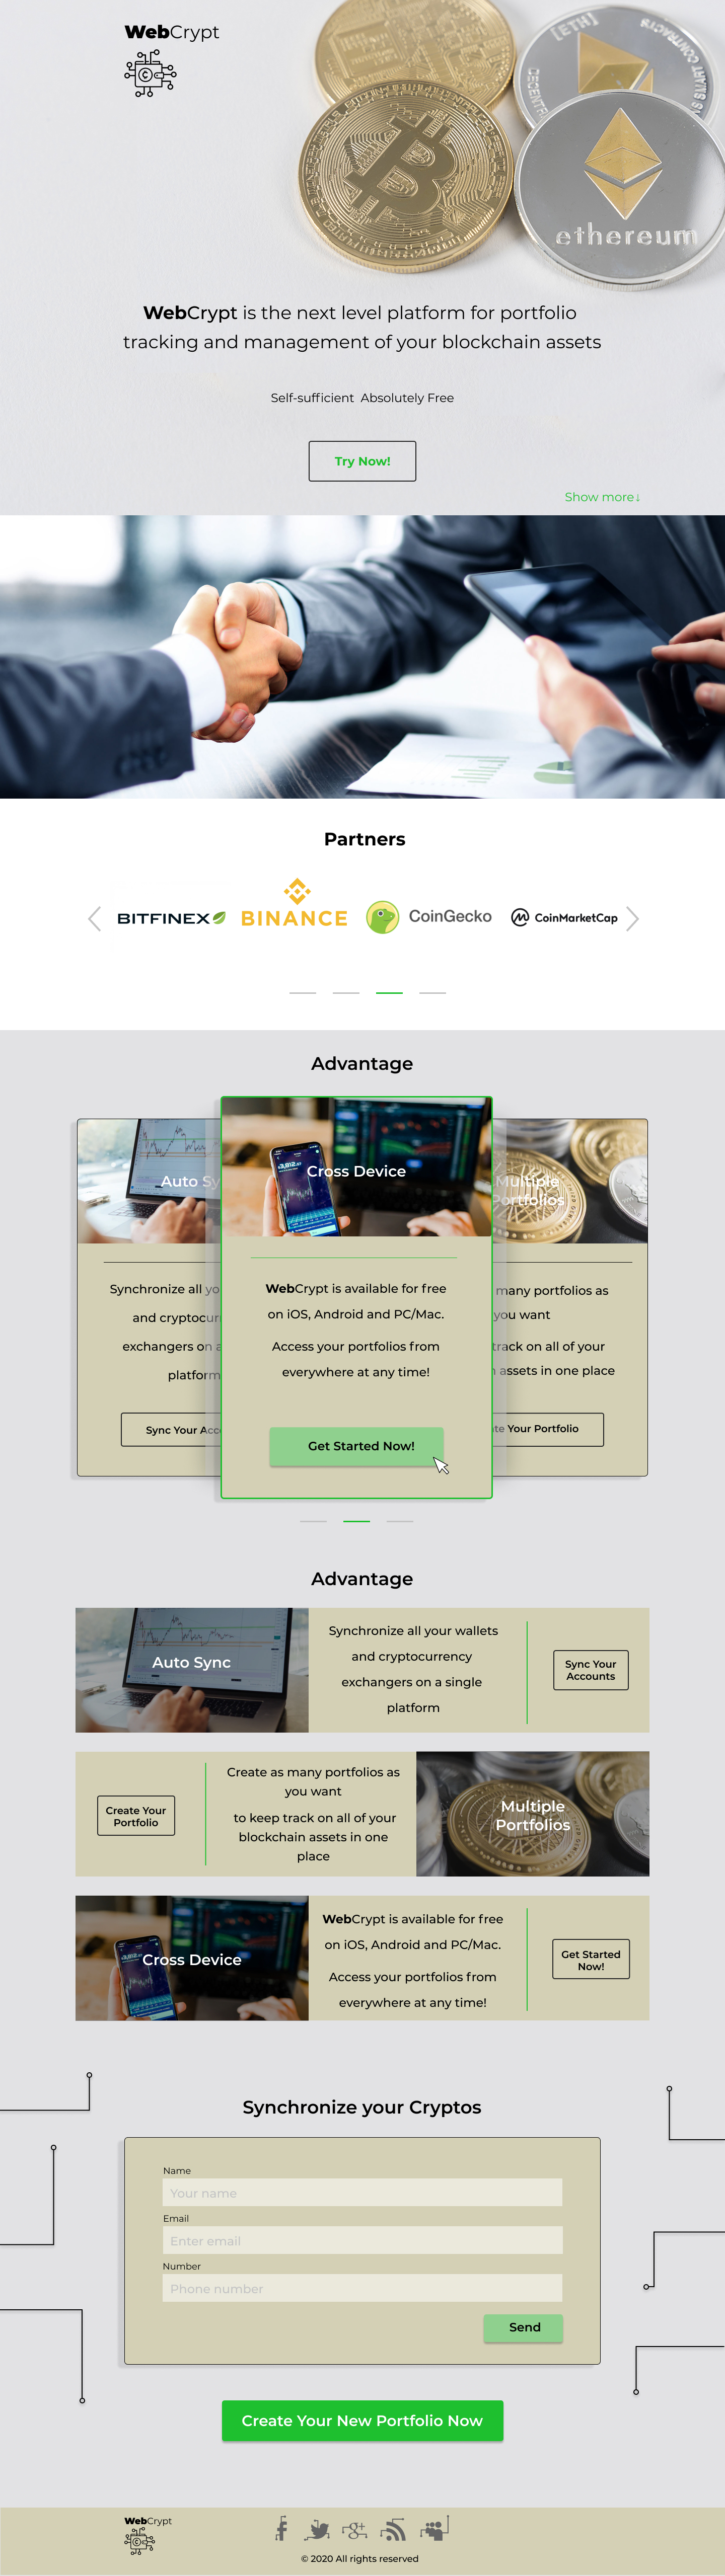 WebCrypt
[ETH]
DECENTR
ART CONTRACTS
ethereum
WebCrypt is the next level platform for portfolio
tracking and management of your blockchain assets
Self-sufficient Absolutely Free
Try Now!
Show more↓
Partners
BITFINEX
BINANCE
CoinGecko
CoinMarketCap
Advantage
Auto Sy
Synchronize all yo
and cryptocur
exchangers on a
platform
Sync Your Acc
Cross Device
WebCrypt is available for free
on iOS, Android and PC/Mac.
Access your portfolios from
everywhere at any time!
Get Started Now!
Multiple
Portfolios
many portfolios as
you want
track on all of your
n assets in one place
te Your Portfolio
Advantage
Auto Sync
Synchronize all your wallets
and cryptocurrency
exchangers on a single
platform
Sync Your
Accounts
Create Your
Portfolio
Create as many portfolios as
you want
to keep track on all of your
blockchain assets in one
place
Multiple
Portfolios
Cross Device
WebCrypt is available for free
on iOS, Android and PC/Mac.
Access your portfolios from
everywhere at any time!
Get Started
Now!
Synchronize your Cryptos
Name
Your name
Email
Enter email
Number
Phone number
Send
Create Your New Portfolio Now
WebCrypt
© 2020 All rights reserved